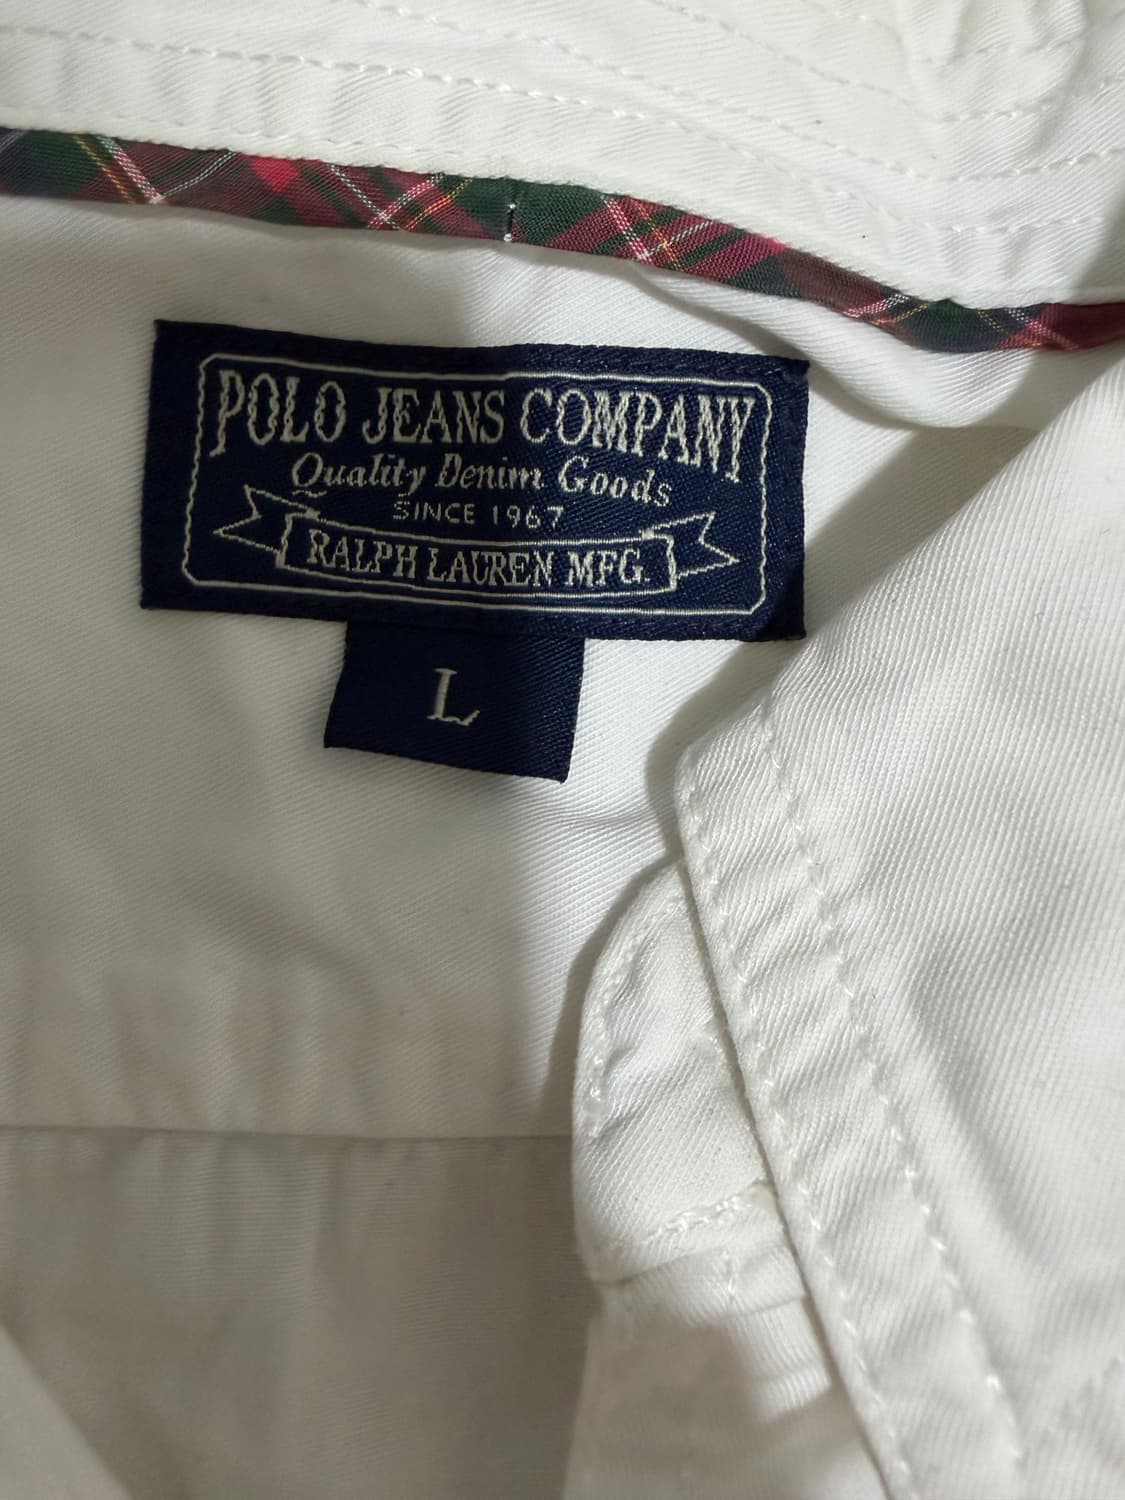 POLO JEANS COMPANY
Quality Denim Goods
SINCE 1967
RALPH LAUREN MFG.
L